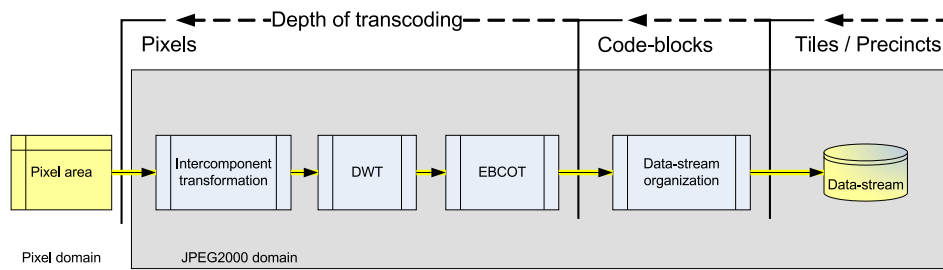 Depth of transcoding
Pixels
Code-blocks
Tiles / Precincts
Pixel area
Intercomponent
transformation
DWT
EBCOT
Data-stream
organization
Data-stream
Pixel domain
JPEG2000 domain